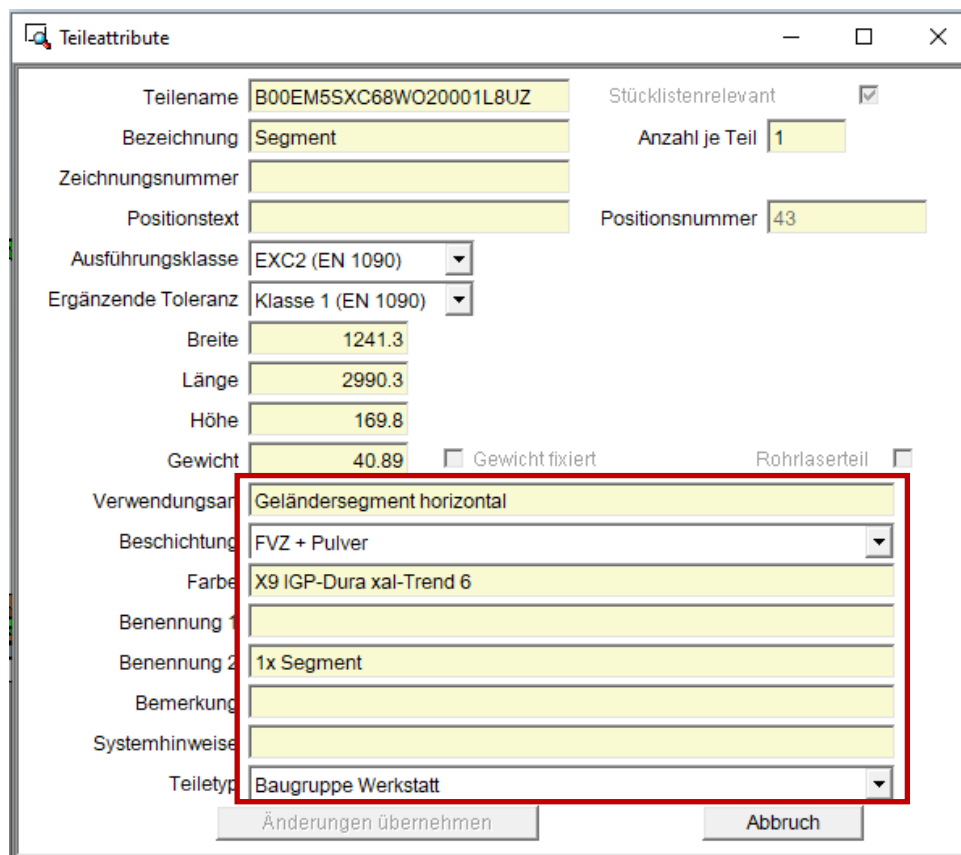 Teileattribute
Teilename B00EM5SXC68WO20001L8UZ Stücklistenrelevant
Bezeichnung Segment Anzahl je Teil 1
Zeichnungsnummer
Positionstext Positionsnummer 43
Ausführungsklasse EXC2 (EN 1090)
Ergänzende Toleranz Klasse 1 (EN 1090)
Breite 1241.3
Länge 2990.3
Höhe 169.8
Gewicht 40.89 Gewicht fixiert Rohrlaserteil
Verwendungsart Geländersegment horizontal
Beschichtung FVZ + Pulver
Farbe X9 IGP-Dura xal-Trend 6
Benennung 1
Benennung 2 1x Segment
Bemerkung
Systemhinweise
Teiletyp Baugruppe Werkstatt
Änderungen übernehmen Abbruch